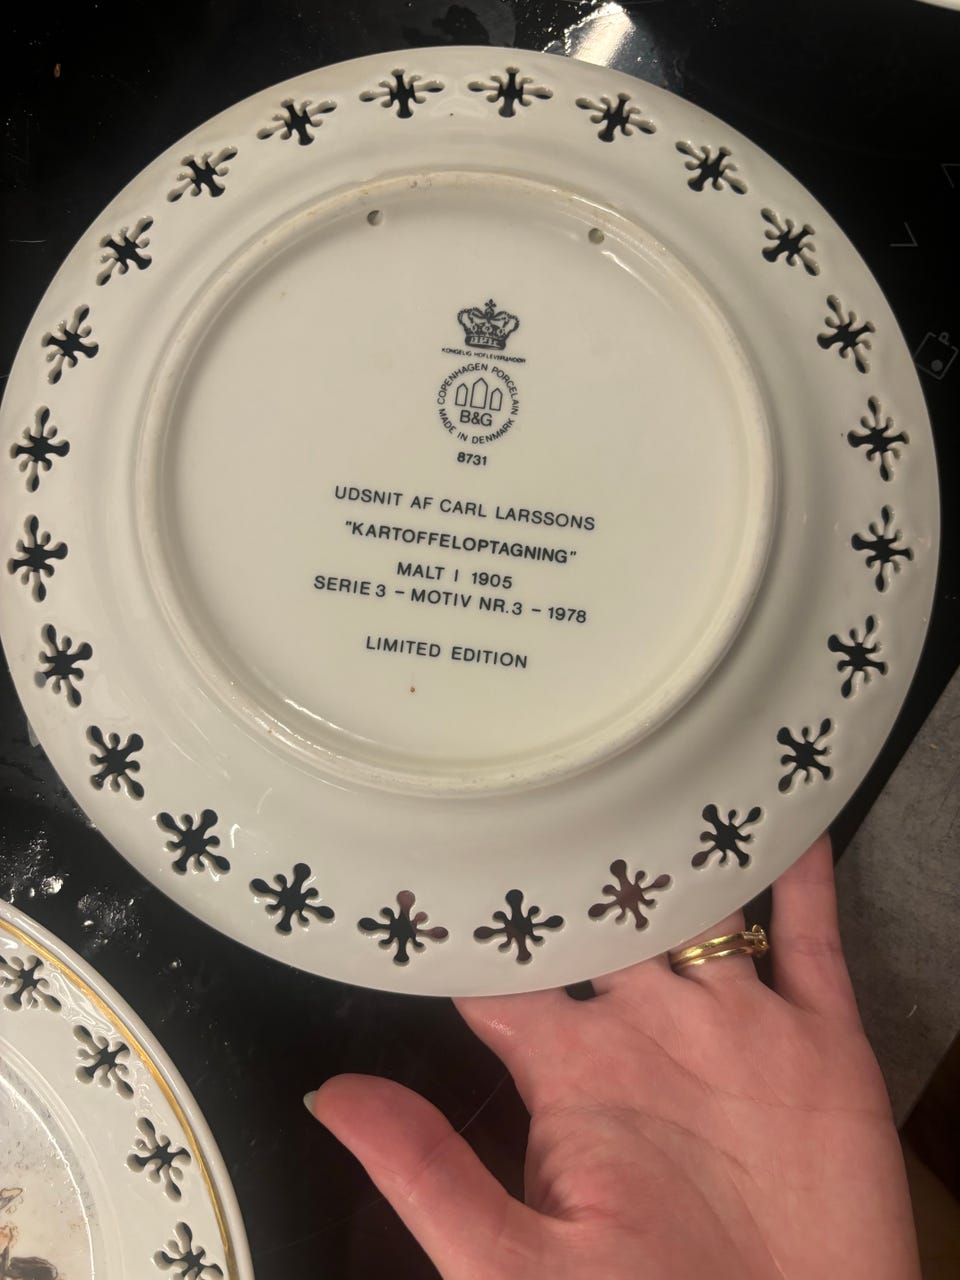 KONGELIG HOFLEVERANDØR
COPENHAGEN PORCELAIN
B&G
MADE IN DENMARK
8731
UDSNIT AF CARL LARSSONS
"KARTOFFELOPTAGNING"
MALT I 1905
SERIE 3 – MOTIV NR. 3 – 1978
LIMITED EDITION